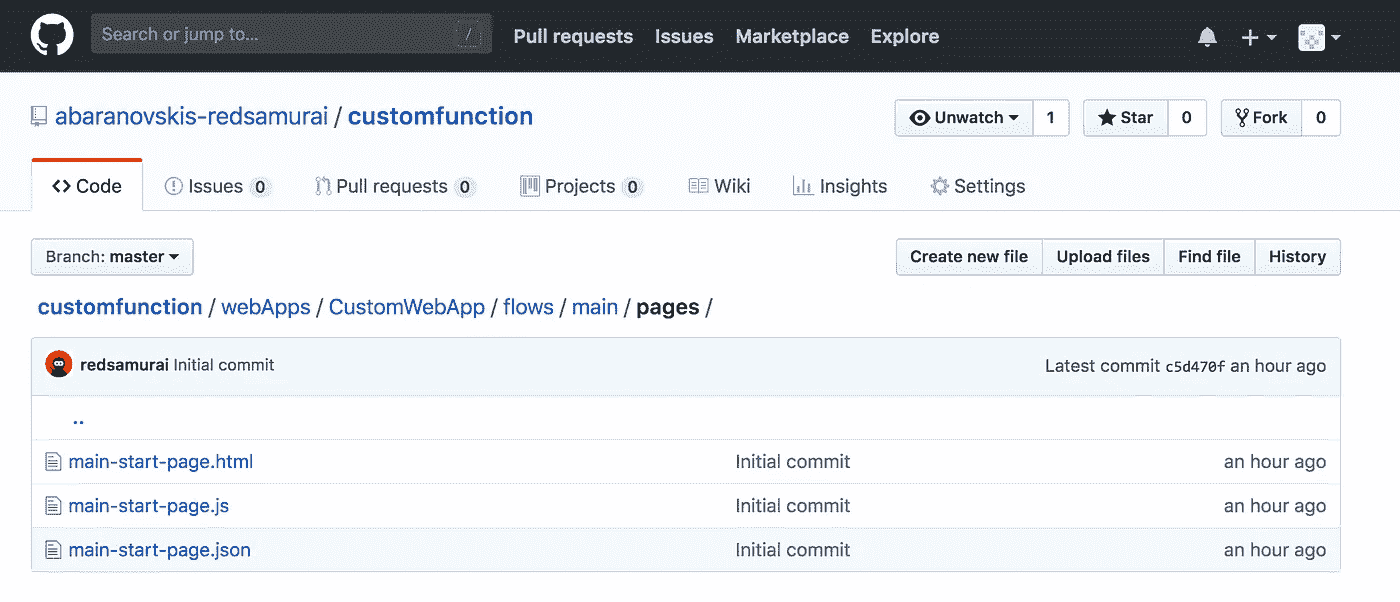 Search or jump to... / Pull requests Issues Marketplace Explore
abaranovskis-redsamurai / customfunction Unwatch 1 Star 0 Fork 0
Code Issues 0 Pull requests 0 Projects 0 Wiki Insights Settings
Branch: master Create new file Upload files Find file History
customfunction / webApps / CustomWebApp / flows / main / pages /
redsamurai Initial commit Latest commit c5d470f an hour ago
..
main-start-page.html Initial commit an hour ago
main-start-page.js Initial commit an hour ago
main-start-page.json Initial commit an hour ago